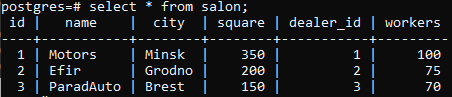 postgres=# select * from salon;
 id |   name    |  city  | square | dealer_id | workers
----+-----------+--------+--------+-----------+---------
  1 | Motors    | Minsk  |    350 |         1 |     100
  2 | Efir      | Grodno |    200 |         2 |      75
  3 | ParadAuto | Brest  |    150 |         3 |      70